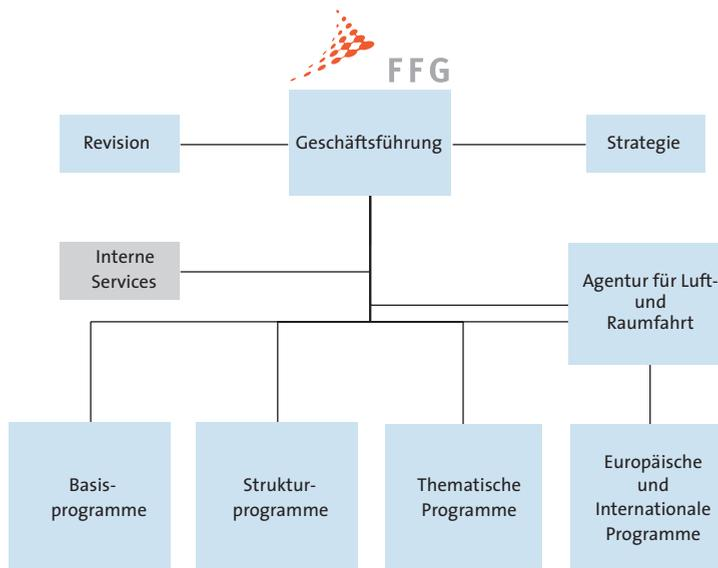 FFG
Revision
Geschäftsführung
Strategie
Interne
Services
Agentur für Luft-
und
Raumfahrt
Basis-
programme
Struktur-
programme
Thematische
Programme
Europäische
und
Internationale
Programme